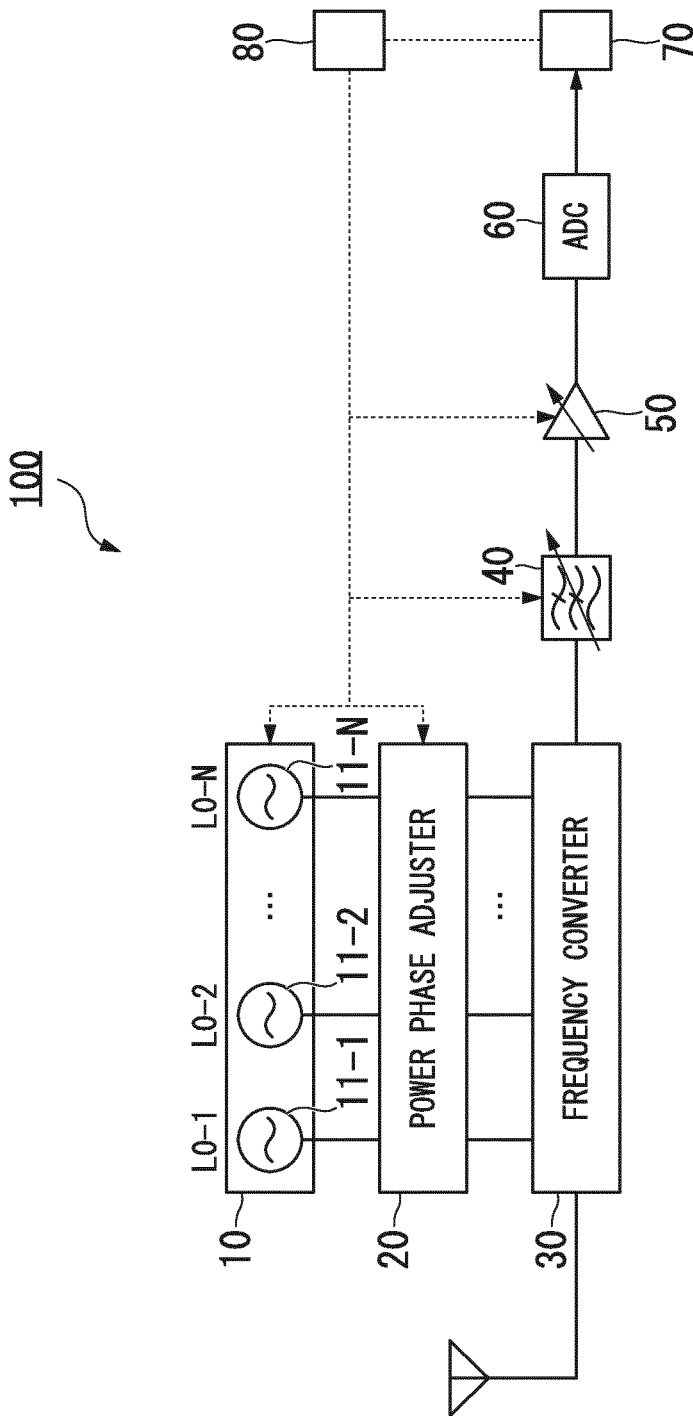 100
LO-1
LO-2
...
LO-N
10
11-1
11-2
11-N
20
POWER PHASE ADJUSTER
...
30
FREQUENCY CONVERTER
40
50
60
ADC
70
80